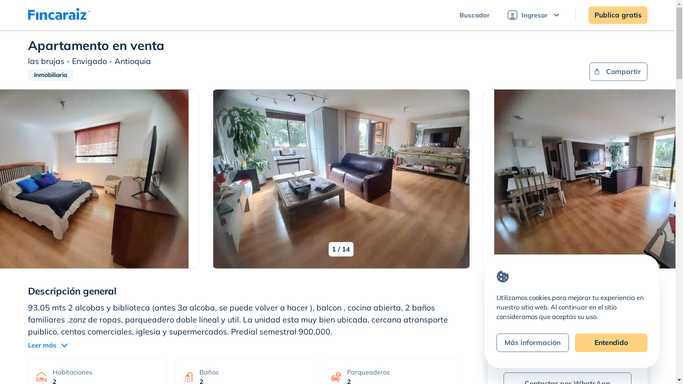 Fincaraiz
Buscador
Ingresar
Publica gratis
Apartamento en venta
las brujas - Envigado - Antioquia
Inmobiliaria
Compartir
1 / 14
Descripción general
93.05 mts 2 alcobas y biblioteca (antes 3a alcoba, se puede volver a hacer ), balcon , cocina abierta, 2 baños
familiares .zonz de ropas, parqueadero doble lineal y util. La unidad esta muy bien ubicada, cercana atransporte
publico, centos comerciales, iglesia y supermercados. Predial semestral 900.000.
Leer más
Habitaciones
2
Baños
2
Parqueaderos
2
Utilizamos cookies para mejorar tu experiencia en
nuestro sitio web. Al continuar en el sitio
consideramos que aceptas su uso.
Más información
Entendido
Contactar por WhatsApp